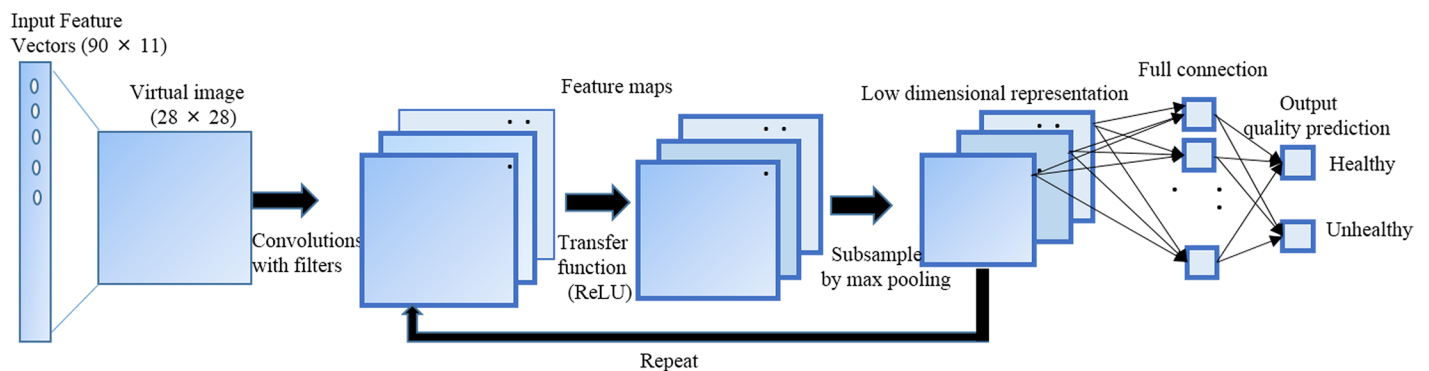 Input Feature
Vectors (90 × 11)
Virtual image
(28 × 28)
Convolutions
with filters
Feature maps
Transfer
function
(ReLU)
Subsample
by max pooling
Low dimensional representation
Full connection
Output
quality prediction
Healthy
Unhealthy
Repeat